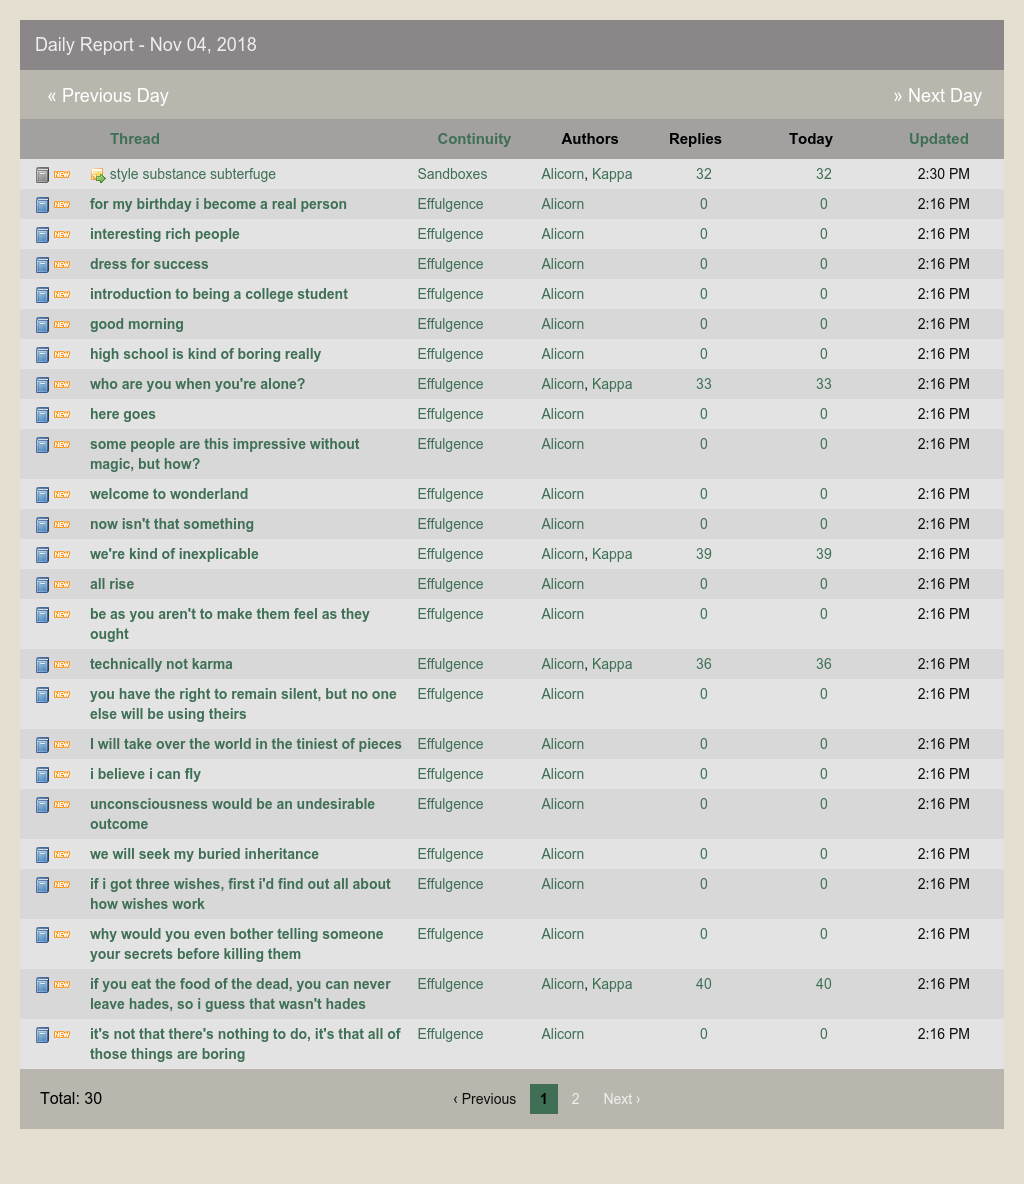 Daily Report - Nov 04, 2018
« Previous Day » Next Day
Thread Continuity Authors Replies Today Updated
NEW style substance subterfuge Sandboxes Alicorn, Kappa 32 32 2:30 PM
NEW for my birthday i become a real person Effulgence Alicorn 0 0 2:16 PM
NEW interesting rich people Effulgence Alicorn 0 0 2:16 PM
NEW dress for success Effulgence Alicorn 0 0 2:16 PM
NEW introduction to being a college student Effulgence Alicorn 0 0 2:16 PM
NEW good morning Effulgence Alicorn 0 0 2:16 PM
NEW high school is kind of boring really Effulgence Alicorn 0 0 2:16 PM
NEW who are you when you're alone? Effulgence Alicorn, Kappa 33 33 2:16 PM
NEW here goes Effulgence Alicorn 0 0 2:16 PM
NEW some people are this impressive without Effulgence Alicorn 0 0 2:16 PM
magic, but how?
NEW welcome to wonderland Effulgence Alicorn 0 0 2:16 PM
NEW now isn't that something Effulgence Alicorn 0 0 2:16 PM
NEW we're kind of inexplicable Effulgence Alicorn, Kappa 39 39 2:16 PM
NEW all rise Effulgence Alicorn 0 0 2:16 PM
NEW be as you aren't to make them feel as they Effulgence Alicorn 0 0 2:16 PM
ought
NEW technically not karma Effulgence Alicorn, Kappa 36 36 2:16 PM
NEW you have the right to remain silent, but no one Effulgence Alicorn 0 0 2:16 PM
else will be using theirs
NEW I will take over the world in the tiniest of pieces Effulgence Alicorn 0 0 2:16 PM
NEW i believe i can fly Effulgence Alicorn 0 0 2:16 PM
NEW unconsciousness would be an undesirable Effulgence Alicorn 0 0 2:16 PM
outcome
NEW we will seek my buried inheritance Effulgence Alicorn 0 0 2:16 PM
NEW if i got three wishes, first i'd find out all about Effulgence Alicorn 0 0 2:16 PM
how wishes work
NEW why would you even bother telling someone Effulgence Alicorn 0 0 2:16 PM
your secrets before killing them
NEW if you eat the food of the dead, you can never Effulgence Alicorn, Kappa 40 40 2:16 PM
leave hades, so i guess that wasn't hades
NEW it's not that there's nothing to do, it's that all of Effulgence Alicorn 0 0 2:16 PM
those things are boring
Total: 30 ‹ Previous 1 2 Next ›